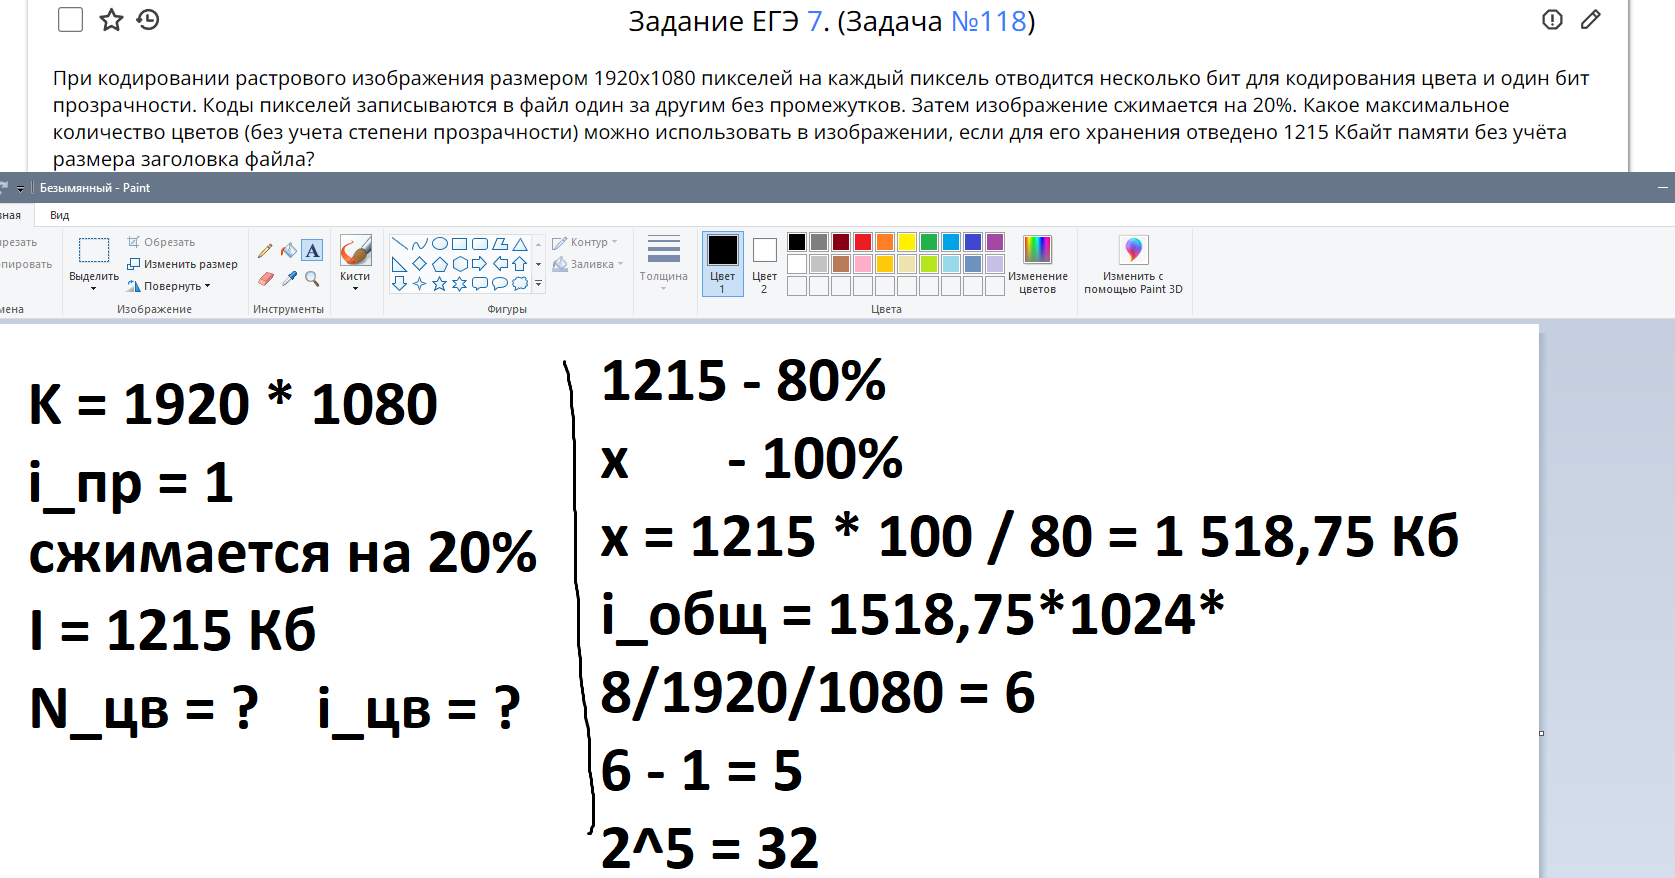 Задание ЕГЭ 7. (Задача №118)
При кодировании растрового изображения размером 1920x1080 пикселей на каждый пиксель отводится несколько бит для кодирования цвета и один бит
прозрачности. Коды пикселей записываются в файл один за другим без промежутков. Затем изображение сжимается на 20%. Какое максимальное
количество цветов (без учета степени прозрачности) можно использовать в изображении, если для его хранения отведено 1215 Кбайт памяти без учёта
размера заголовка файла?
Безымянный - Paint
вная Вид
ырезать
опировать
мена
Выделить
Обрезать
Изменить размер
Повернуть
Изображение
A
Инструменты
Кисти
Контур
Заливка
Фигуры
Толщина
Цвет
1
Цвет
2
Цвета
Изменение
цветов
Изменить с
помощью Paint 3D
K = 1920 * 1080
i_пр = 1
сжимается на 20%
I = 1215 Кб
N_цв = ? i_цв = ?
1215 - 80%
x - 100%
x = 1215 * 100 / 80 = 1 518,75 Кб
i_общ = 1518,75*1024*
8/1920/1080 = 6
6 - 1 = 5
2^5 = 32